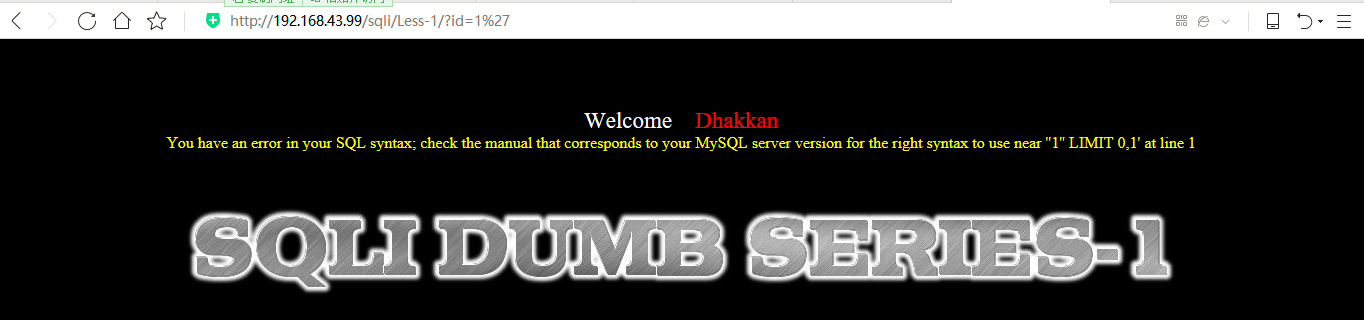 http://192.168.43.99/sqli/Less-1/?id=1%27
Welcome Dhakkan
You have an error in your SQL syntax; check the manual that corresponds to your MySQL server version for the right syntax to use near ''1'' LIMIT 0,1' at line 1
SQLI DUMB SERIES-1